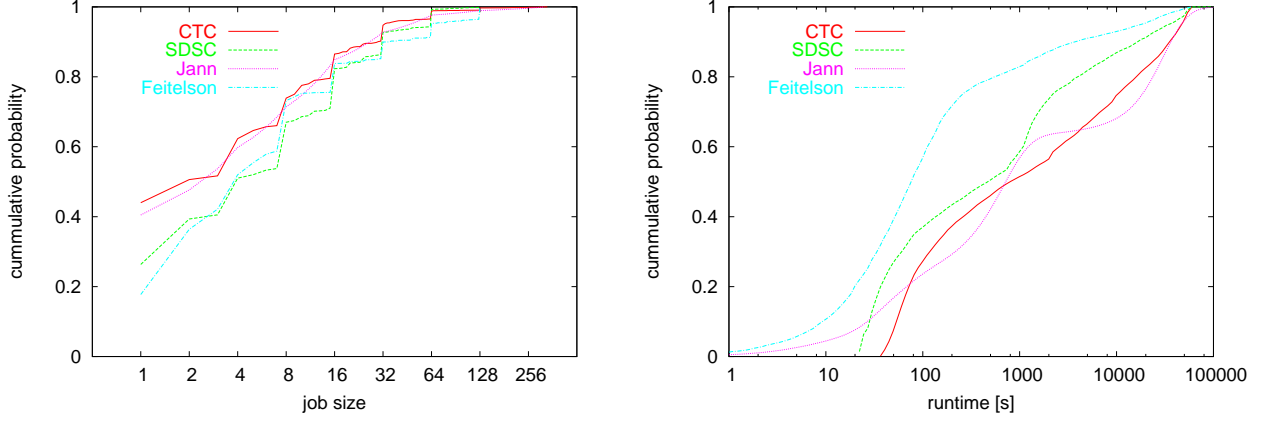 cummulative probability
1
0.8
0.6
0.4
0.2
0
CTC
SDSC
Jann
Feitelson
1 2 4 8 16 32 64 128 256
job size
cummulative probability
1
0.8
0.6
0.4
0.2
0
CTC
SDSC
Jann
Feitelson
1 10 100 1000 10000 100000
runtime [s]